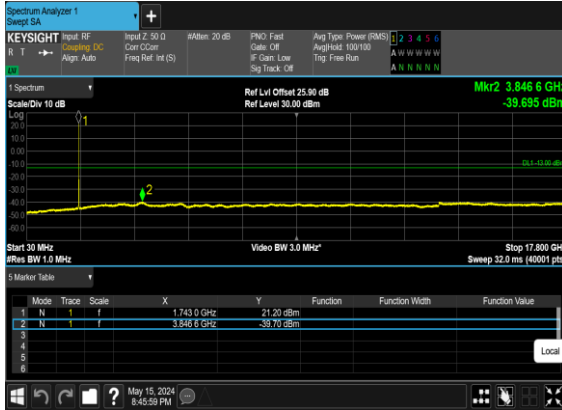 Spectrum Analyzer 1
Swept SA
+
KEYSIGHT Input: RF Input Z: 50 Ω #Atten: 20 dB PNO: Fast Avg Type: Power (RMS) 1 2 3 4 5 6
R T Coupling: DC Corr CCorr Gate: Off Avg|Hold: 100/100 A W W W W W
Align: Auto Freq Ref: Int (S) IF Gain: Low Trig: Free Run
Sig Track: Off A N N N N N
1 Spectrum Ref Lvl Offset 25.90 dB Mkr2 3.846 6 GHz
Scale/Div 10 dB Ref Level 30.00 dBm -39.695 dBm
Log
1
20.0
10.0
0.00
-10.0
DL1 -13.00 dBm
-20.0
-30.0
2
-40.0
-50.0
-60.0
Start 30 MHz Video BW 3.0 MHz* Stop 17.800 GH
#Res BW 1.0 MHz Sweep 32.0 ms (40001 pts
5 Marker Table
Mode Trace Scale X Y Function Function Width Function Value
1 N 1 f 1.743 0 GHz 21.20 dBm
2 N 1 f 3.846 6 GHz -39.70 dBm
3
4
5
6
Local
?
May 15, 2024
8:45:59 PM